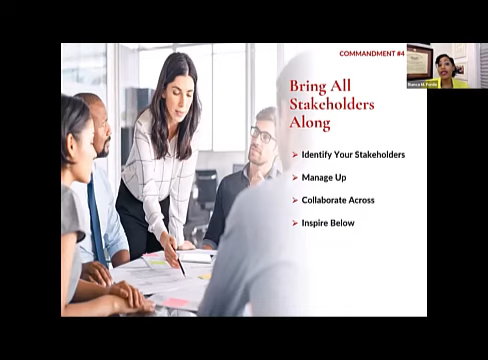 COMMANDMENT #4
Bring All
Stakeholders
Along
➢ Identify Your Stakeholders
➢ Manage Up
➢ Collaborate Across
➢ Inspire Below